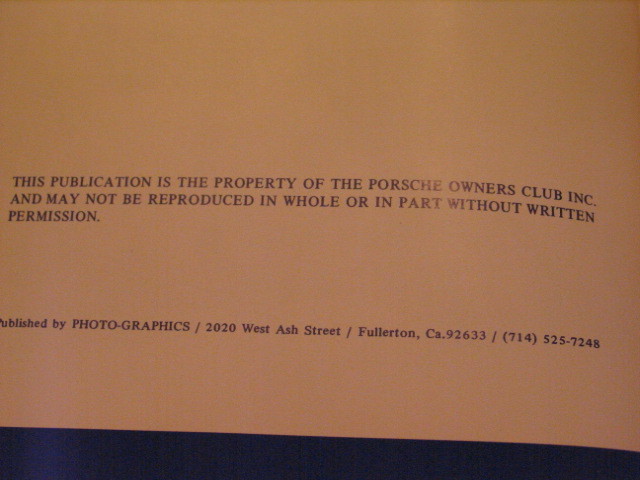 THIS PUBLICATION IS THE PROPERTY OF THE PORSCHE OWNERS CLUB INC.
AND MAY NOT BE REPRODUCED IN WHOLE OR IN PART WITHOUT WRITTEN
PERMISSION.
Published by PHOTO-GRAPHICS / 2020 West Ash Street / Fullerton, Ca.92633 / (714) 525-7248